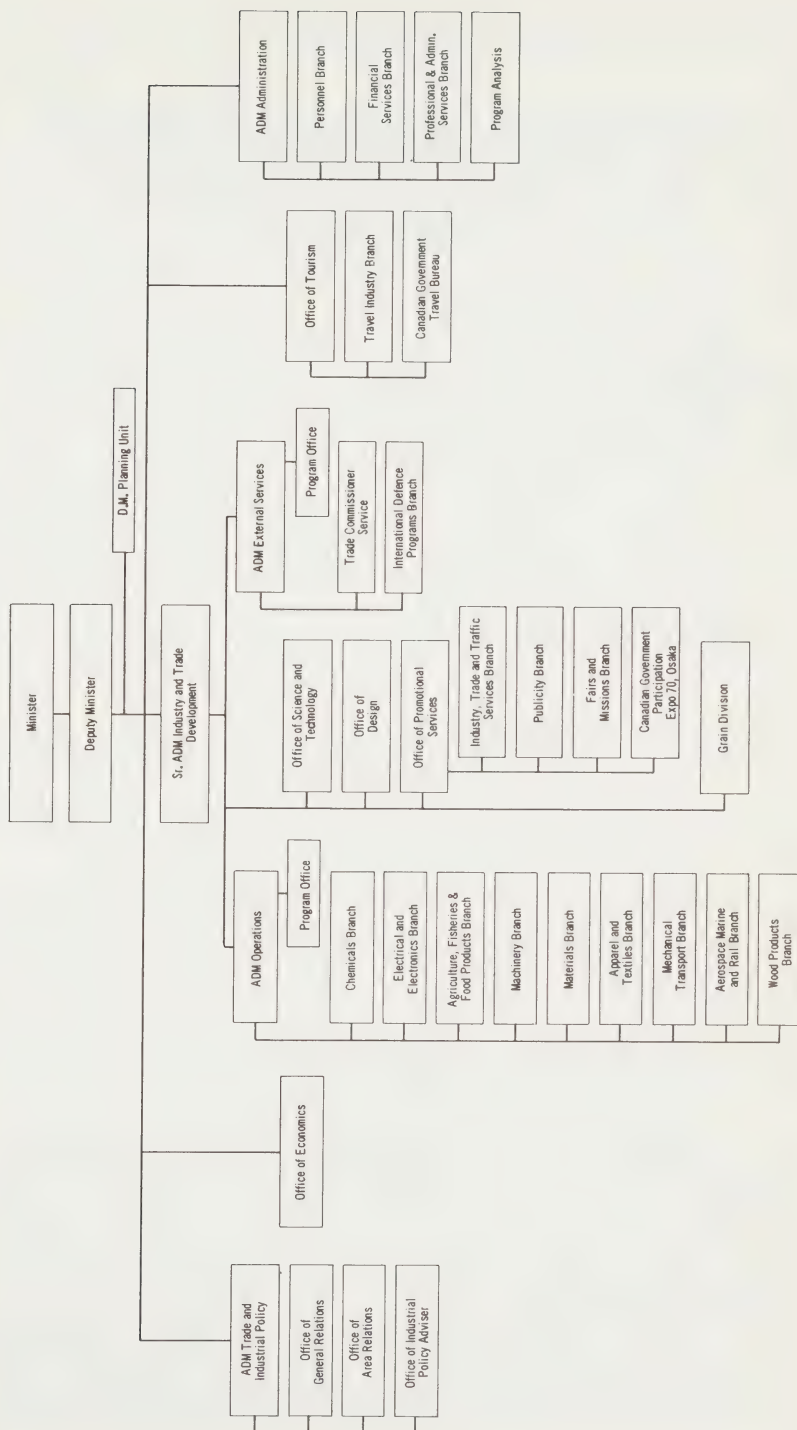 Minister
Deputy Minister
D.M. Planning Unit
ADM Trade and
Industrial Policy
Office of
General Relations
Office of
Area Relations
Office of Industrial
Policy Adviser
Office of Economics
Sr. ADM Industry and Trade
Development
ADM Operations
Program Office
Chemicals Branch
Electrical and
Electronics Branch
Agriculture, Fisheries &
Food Products Branch
Machinery Branch
Materials Branch
Apparel and
Textiles Branch
Mechanical
Transport Branch
Aerospace Marine
and Rail Branch
Wood Products
Branch
Office of Science and
Technology
Office of
Design
Office of Promotional
Services
Industry, Trade and Traffic
Services Branch
Publicity Branch
Fairs and
Missions Branch
Canadian Government
Participation
Expo 70, Osaka
Grain Division
ADM External Services
Program Office
Trade Commissioner
Service
International Defence
Programs Branch
Office of Tourism
Travel Industry Branch
Canadian Government
Travel Bureau
ADM Administration
Personnel Branch
Financial
Services Branch
Professional & Admin.
Services Branch
Program Analysis